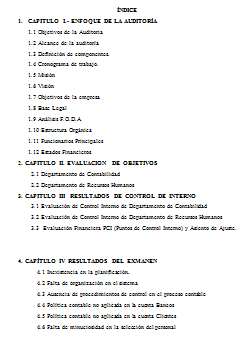 ÍNDICE
1. CAPITULO I.- ENFOQUE DE LA AUDITORÍA
1.1 Objetivos de la Auditoria
1.2 Alcance de la auditoria
1.3 Definición de componentes.
1.4 Cronograma de trabajo.
1.5 Misión
1.6 Visión
1.7 Objetivos de la empresa
1.8 Base Legal
1.9 Análisis F.O.D.A
1.10 Estructura Orgánica
1.11 Funcionarios Principales
1.12 Estados Financieros
2. CAPITULO II. EVALUACION DE OBJETIVOS
2.1 Departamento de Contabilidad
2.2 Departamento de Recursos Humanos
3. CAPITULO III RESULTADOS DE CONTROL DE INTERNO
3.1 Evaluación de Control Interno de Departamento de Contabilidad
3.2 Evaluación de Control Interno de Departamento de Recursos Humanos
3.3 Evaluación Financiera PCI (Puntos de Control Interno) y Asiento de Ajuste.
4. CAPÍTULO IV RESULTADOS DEL EXMANEN
4.1 Inexistencia en la planificación.
4.2 Falta de organización en el sistema
4.3 Ausencia de procedimientos de control en el proceso contable
4.4 Política contable no aplicada en la cuenta Bancos
4.5 Política contable no aplicada en la cuenta Clientes
4.6 Falta de minuciosidad en la selección del personal